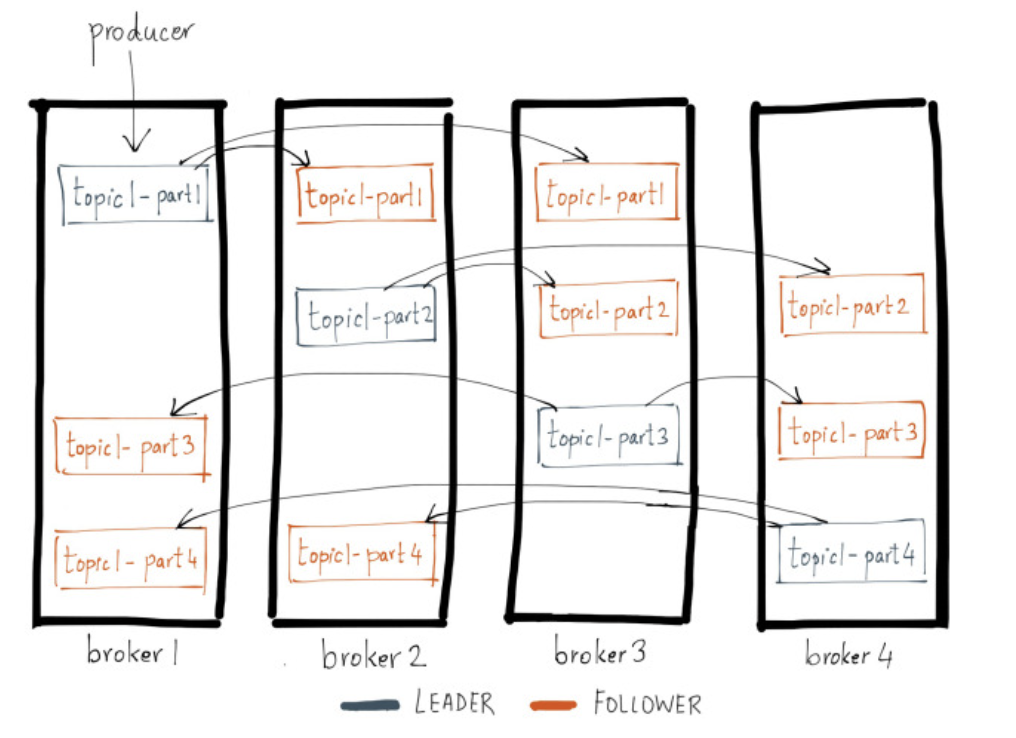 producer
topic1-part1
topic1-part1
topic1-part1
topic1-part2
topic1-part2
topic1-part2
topic1-part3
topic1-part3
topic1-part3
topic1-part4
topic1-part4
topic1-part4
broker 1
broker 2
broker 3
broker 4
LEADER
FOLLOWER